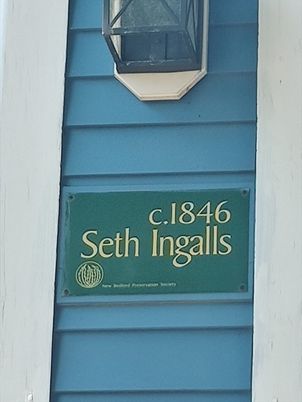 c.1846
Seth Ingalls
New Bedford Preservation Society